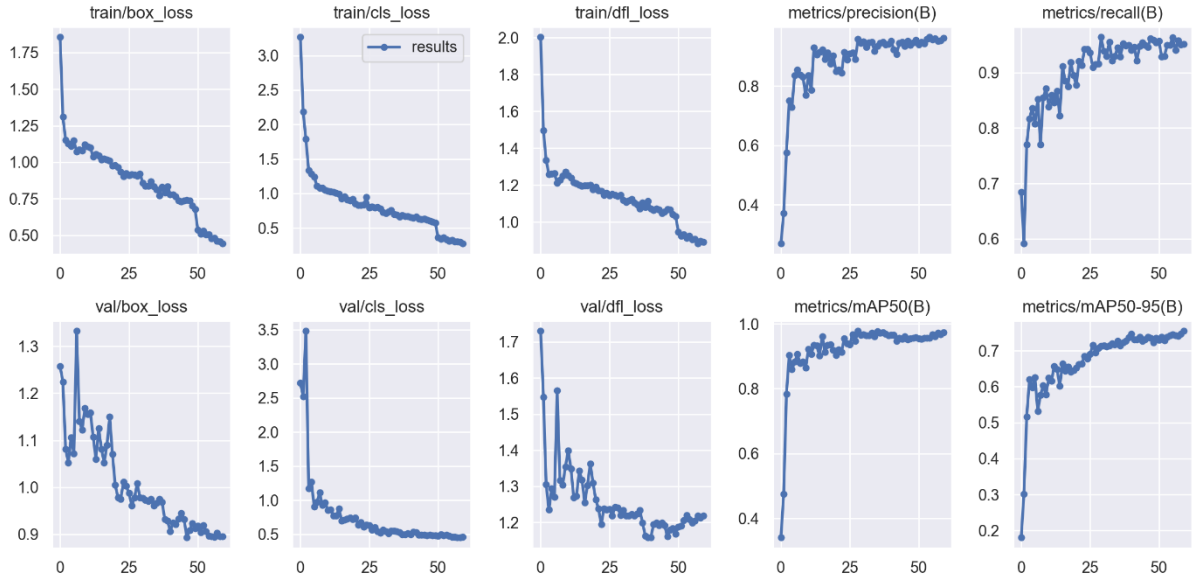 train/box_loss
1.75
1.50
1.25
1.00
0.75
0.50
0 25 50
train/cls_loss
results
3.0
2.5
2.0
1.5
1.0
0.5
0 25 50
train/dfl_loss
2.0
1.8
1.6
1.4
1.2
1.0
0 25 50
metrics/precision(B)
0.8
0.6
0.4
0 25 50
metrics/recall(B)
0.9
0.8
0.7
0.6
0 25 50
val/box_loss
1.3
1.2
1.1
1.0
0.9
0 25 50
val/cls_loss
3.5
3.0
2.5
2.0
1.5
1.0
0.5
0 25 50
val/dfl_loss
1.7
1.6
1.5
1.4
1.3
1.2
0 25 50
metrics/mAP50(B)
1.0
0.8
0.6
0.4
0 25 50
metrics/mAP50-95(B)
0.7
0.6
0.5
0.4
0.3
0.2
0 25 50